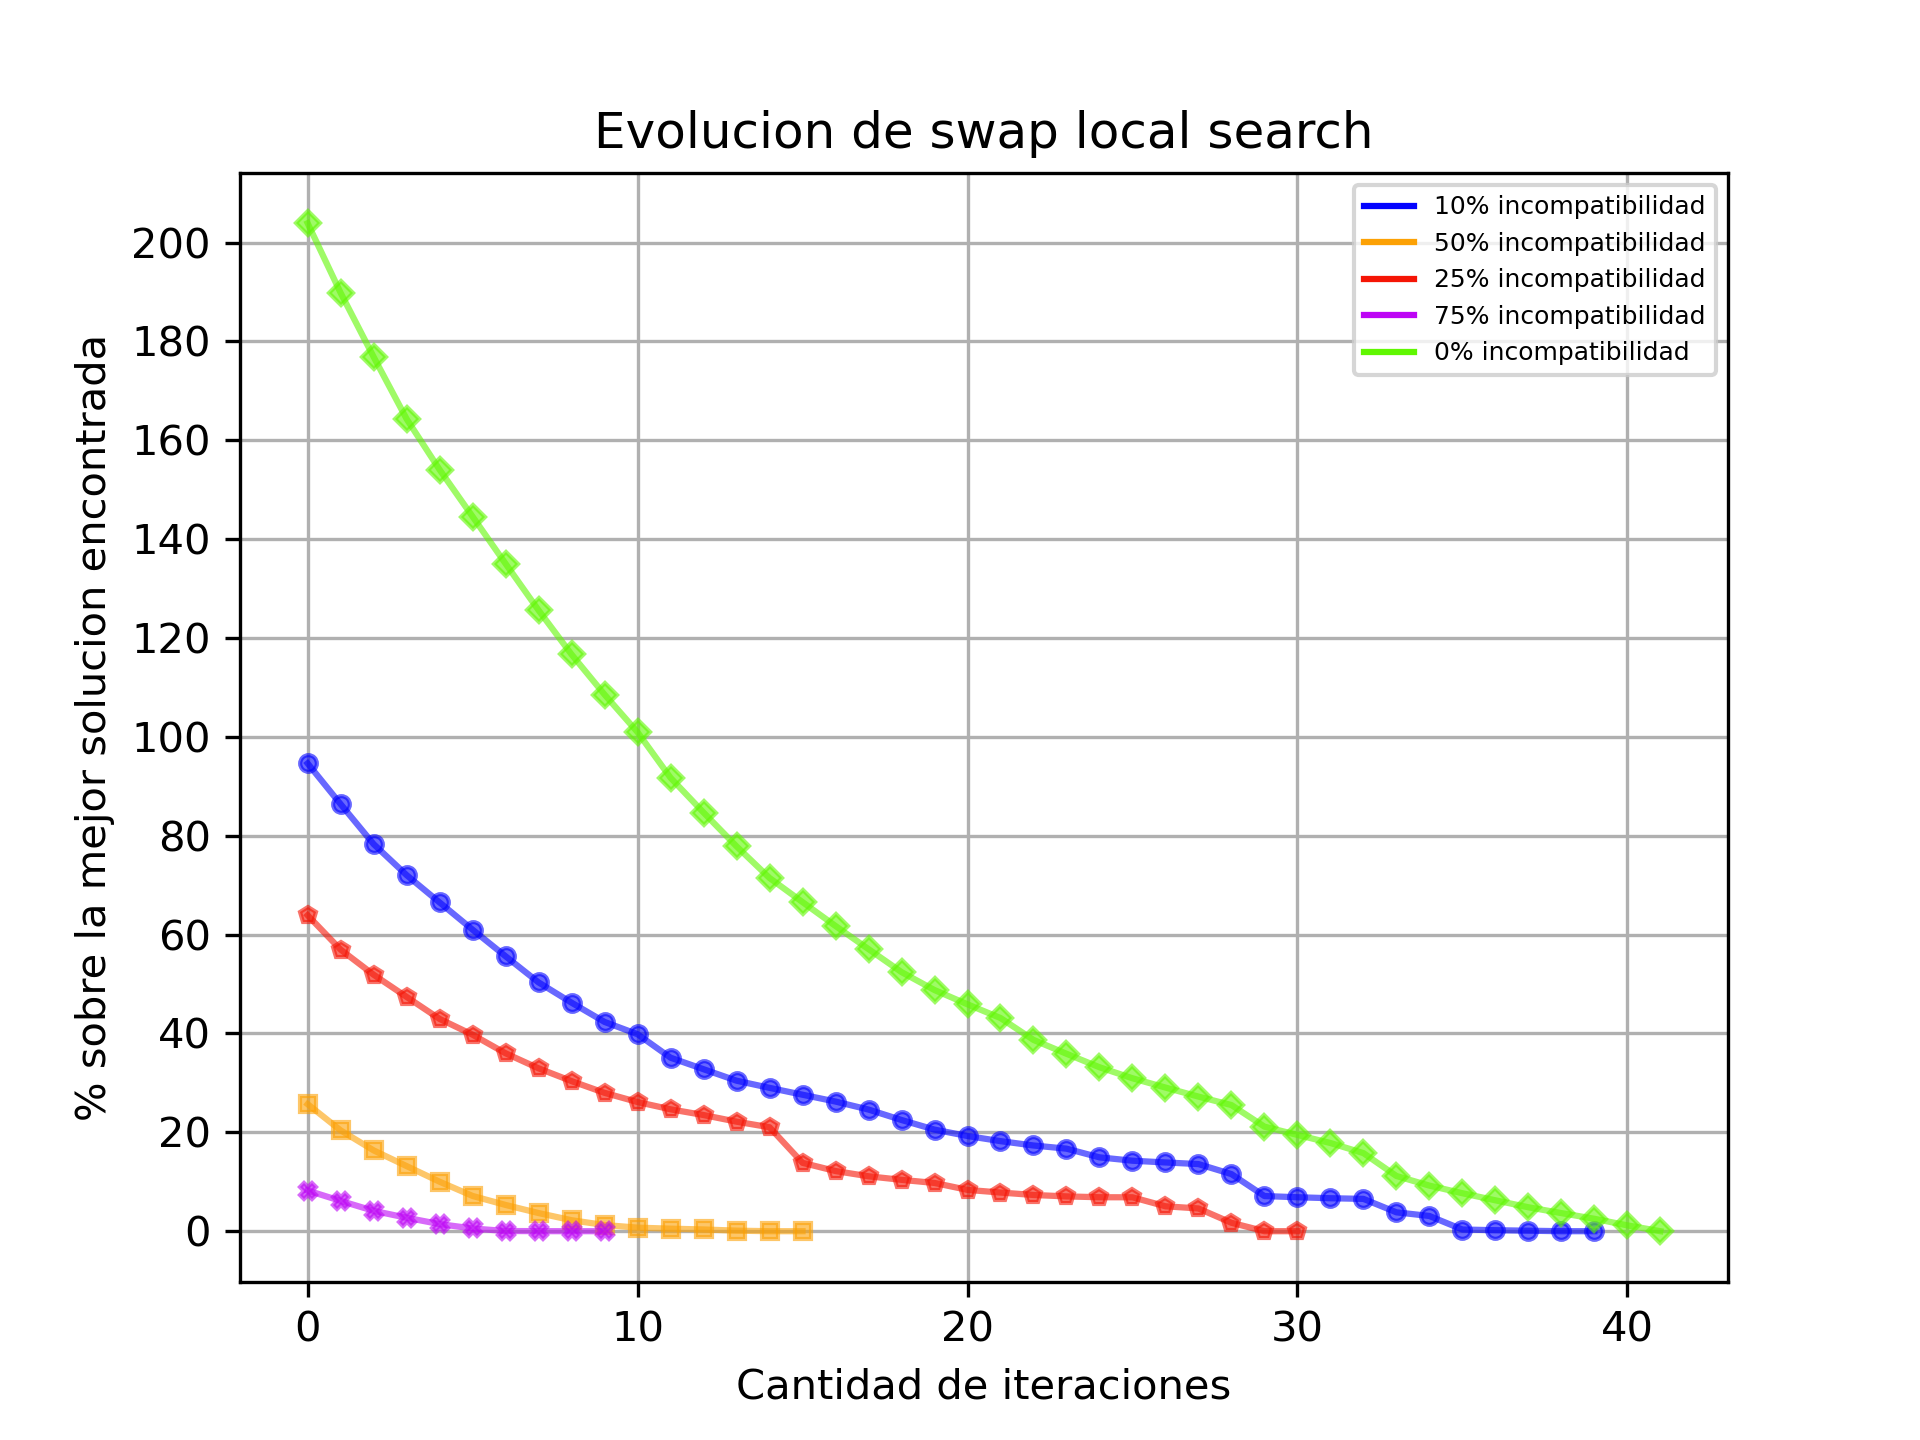 Evolucion de swap local search
10% incompatibilidad
50% incompatibilidad
25% incompatibilidad
75% incompatibilidad
0% incompatibilidad
% sobre la mejor solucion encontrada
200
180
160
140
120
100
80
60
40
20
0
0 10 20 30 40
Cantidad de iteraciones